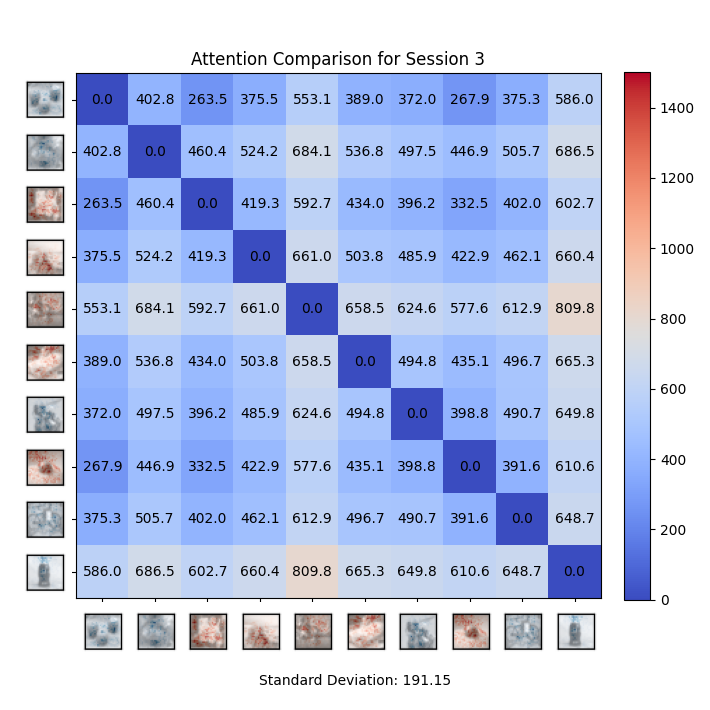 Attention Comparison for Session 3
0.0 402.8 263.5 375.5 553.1 389.0 372.0 267.9 375.3 586.0
402.8 0.0 460.4 524.2 684.1 536.8 497.5 446.9 505.7 686.5
263.5 460.4 0.0 419.3 592.7 434.0 396.2 332.5 402.0 602.7
375.5 524.2 419.3 0.0 661.0 503.8 485.9 422.9 462.1 660.4
553.1 684.1 592.7 661.0 0.0 658.5 624.6 577.6 612.9 809.8
389.0 536.8 434.0 503.8 658.5 0.0 494.8 435.1 496.7 665.3
372.0 497.5 396.2 485.9 624.6 494.8 0.0 398.8 490.7 649.8
267.9 446.9 332.5 422.9 577.6 435.1 398.8 0.0 391.6 610.6
375.3 505.7 402.0 462.1 612.9 496.7 490.7 391.6 0.0 648.7
586.0 686.5 602.7 660.4 809.8 665.3 649.8 610.6 648.7 0.0
1400
1200
1000
800
600
400
200
0
Standard Deviation: 191.15